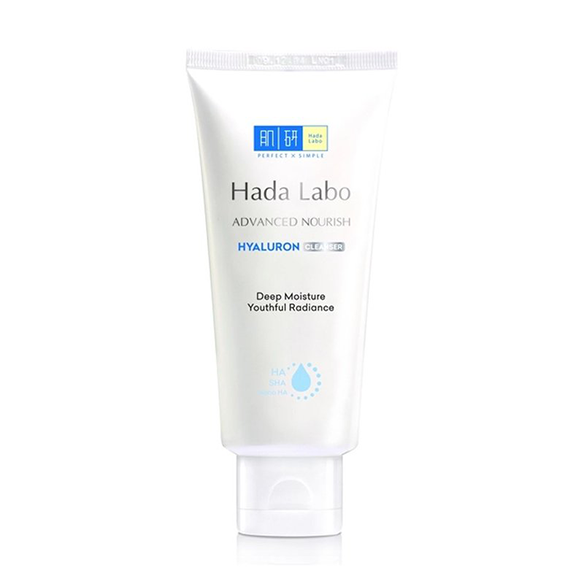 肌研 Hada Labo
PERFECT × SIMPLE
Hada Labo
ADVANCED NOURISH
HYALURON CLEANSER
Deep Moisture
Youthful Radiance
HA
SHA